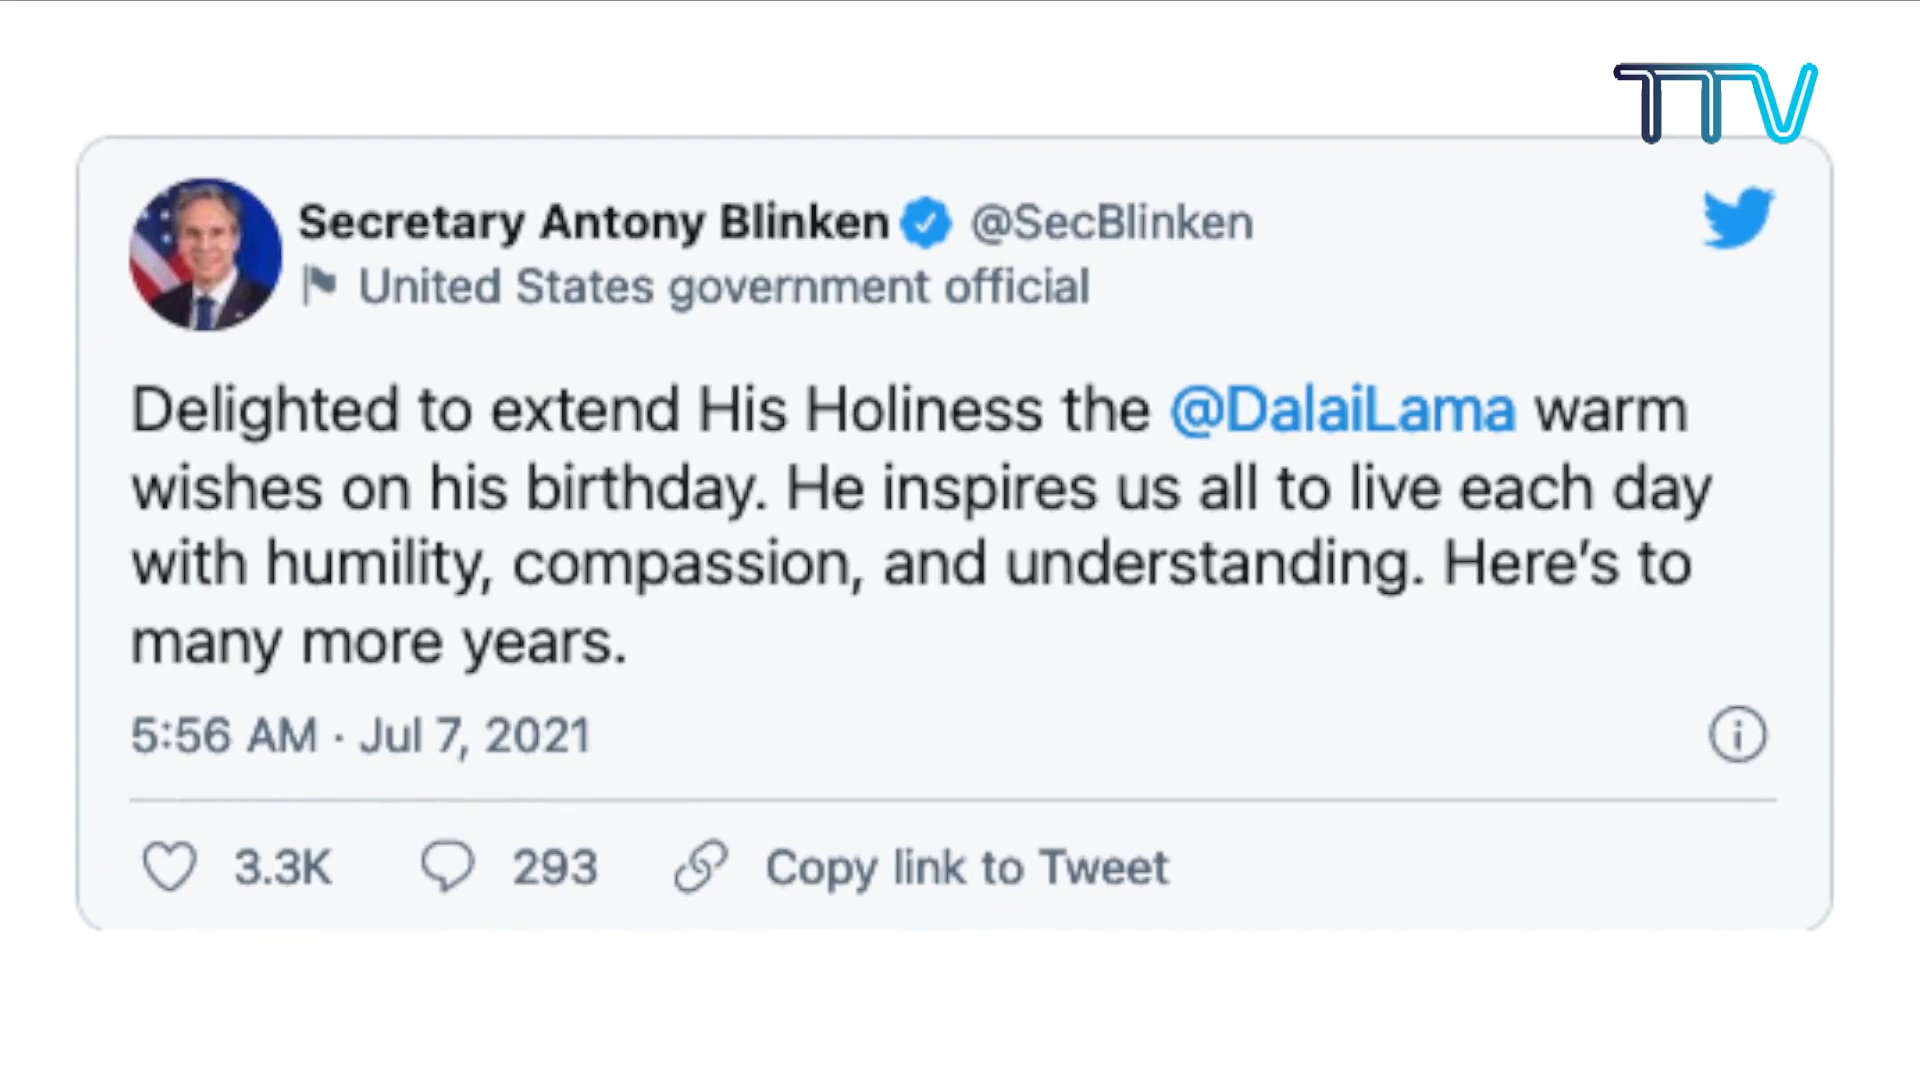 TTV
Secretary Antony Blinken @SecBlinken
United States government official
Delighted to extend His Holiness the @DalaiLama warm
wishes on his birthday. He inspires us all to live each day
with humility, compassion, and understanding. Here’s to
many more years.
5:56 AM · Jul 7, 2021
3.3K 293 Copy link to Tweet